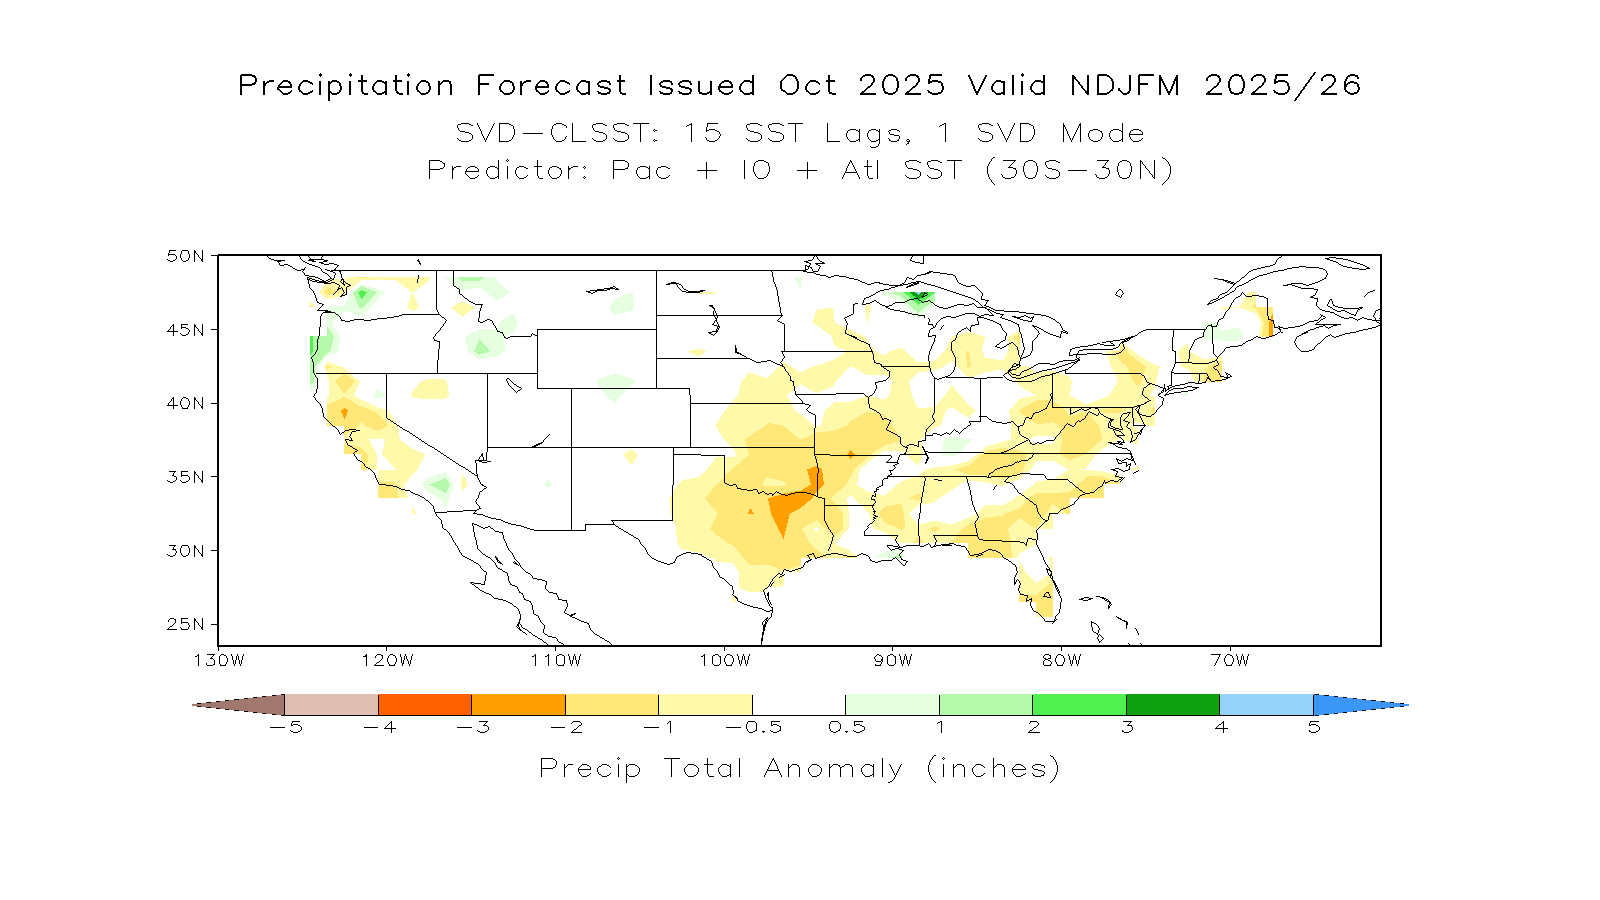 Precipitation Forecast Issued Oct 2025 Valid NDJFM 2025/26
SVD-CLSST: 15 SST Lags, 1 SVD Mode
Predictor: Pac + IO + Atl SST (30S-30N)
50N
45N
40N
35N
30N
25N
130W 120W 110W 100W 90W 80W 70W
-5 -4 -3 -2 -1 -0.5 0.5 1 2 3 4 5
Precip Total Anomaly (inches)